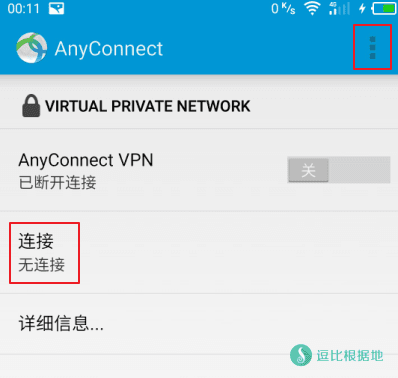 00:11
0 K/s
4G
AnyConnect
VIRTUAL PRIVATE NETWORK
AnyConnect VPN
已断开连接
关
连接
无连接
详细信息...
逗比根据地